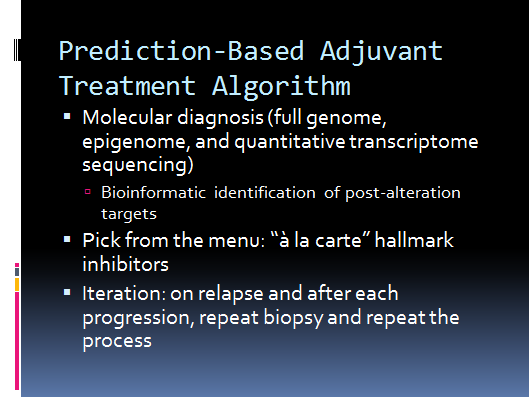 Prediction-Based Adjuvant
Treatment Algorithm
Molecular diagnosis (full genome,
epigenome, and quantitative transcriptome
sequencing)
Bioinformatic identification of post-alteration
targets
Pick from the menu: “à la carte” hallmark
inhibitors
Iteration: on relapse and after each
progression, repeat biopsy and repeat the
process